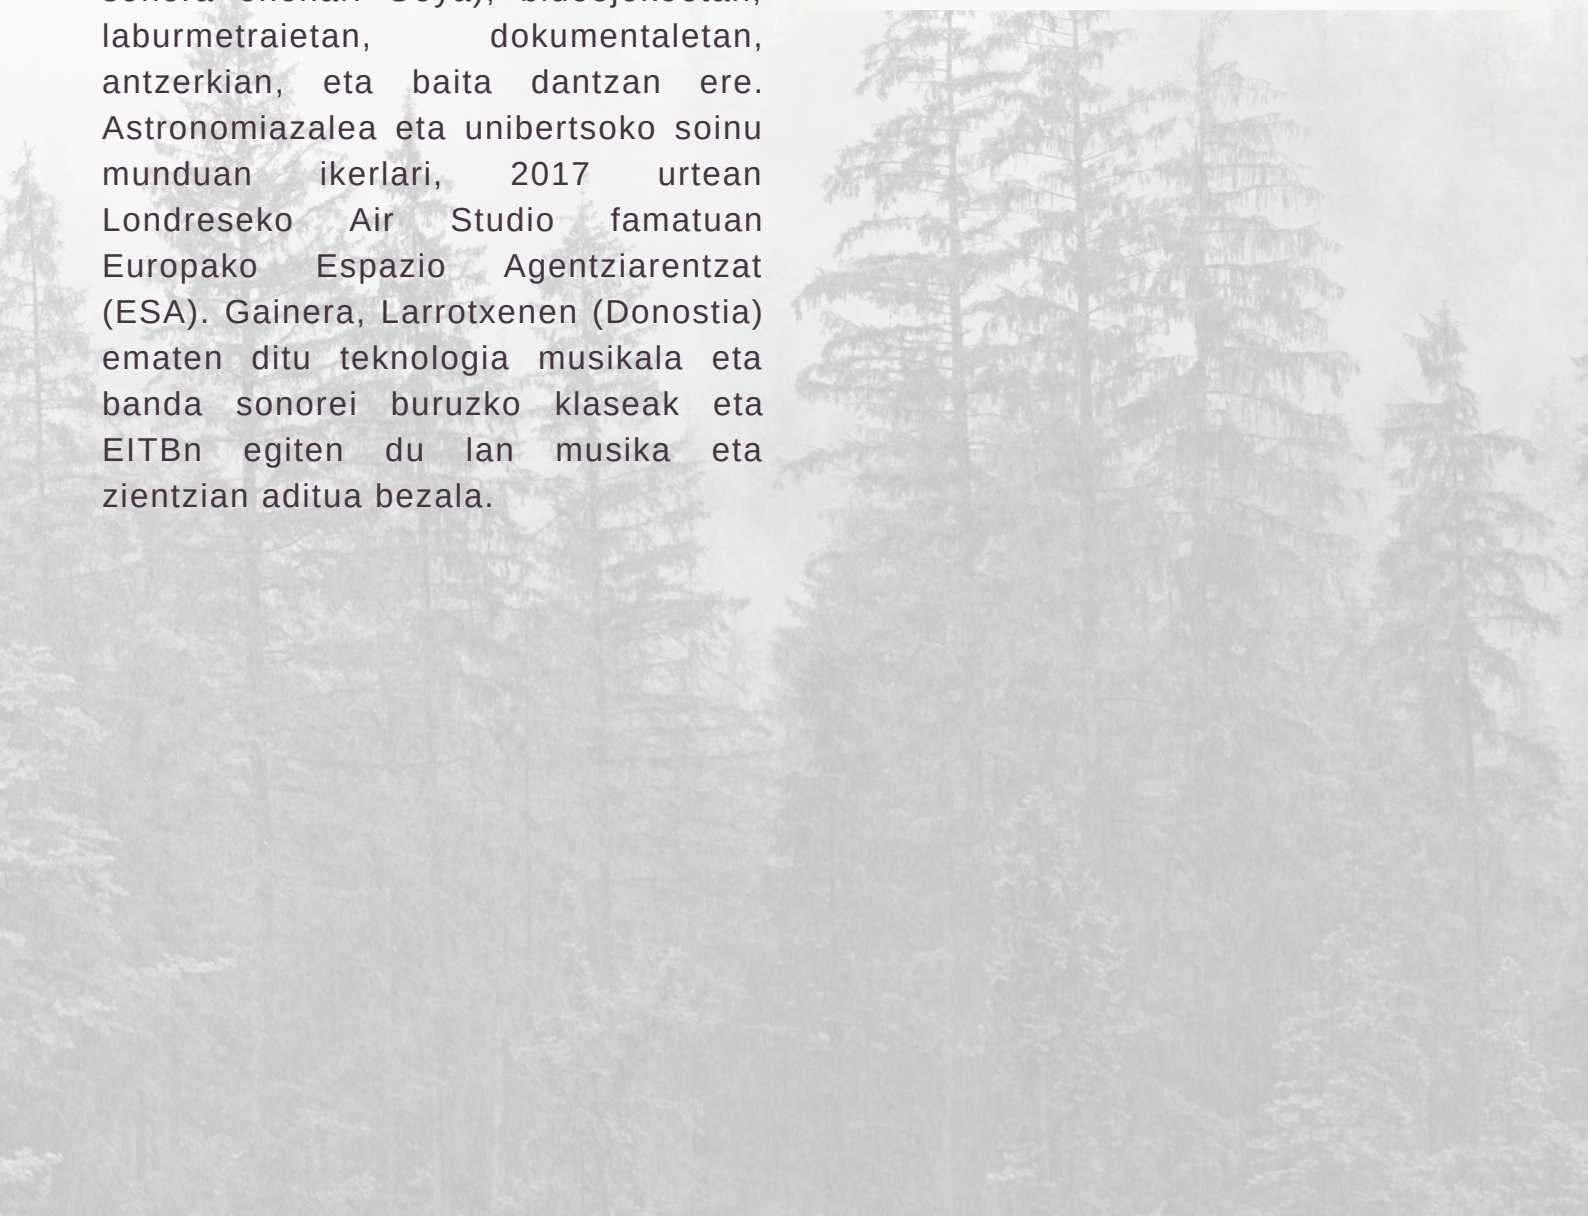 laburmetraietan, dokumentaletan,
antzerkian, eta baita dantzan ere.
Astronomiazalea eta unibertsoko soinu
munduan ikerlari, 2017 urtean
Londreseko Air Studio famatuan
Europako Espazio Agentziarentzat
(ESA). Gainera, Larrotxenen (Donostia)
ematen ditu teknologia musikala eta
banda sonorei buruzko klaseak eta
EITBn egiten du lan musika eta
zientzian aditua bezala.